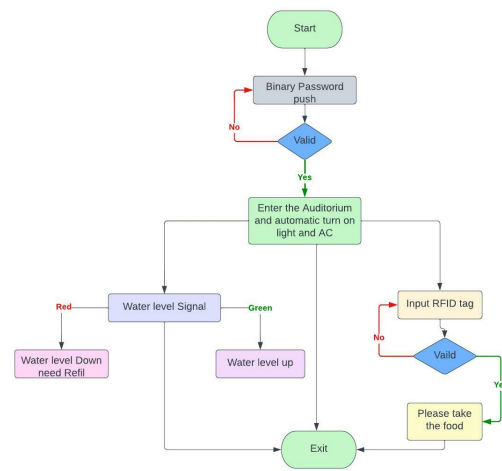 Start
Binary Password
push
No
Valid
Yes
Enter the Auditorium
and automatic turn on
light and AC
Red
Water level Signal
Green
Input RFID tag
No
Water level Down
need Refil
Water level up
Vaild
Ye
Please take
the food
Exit